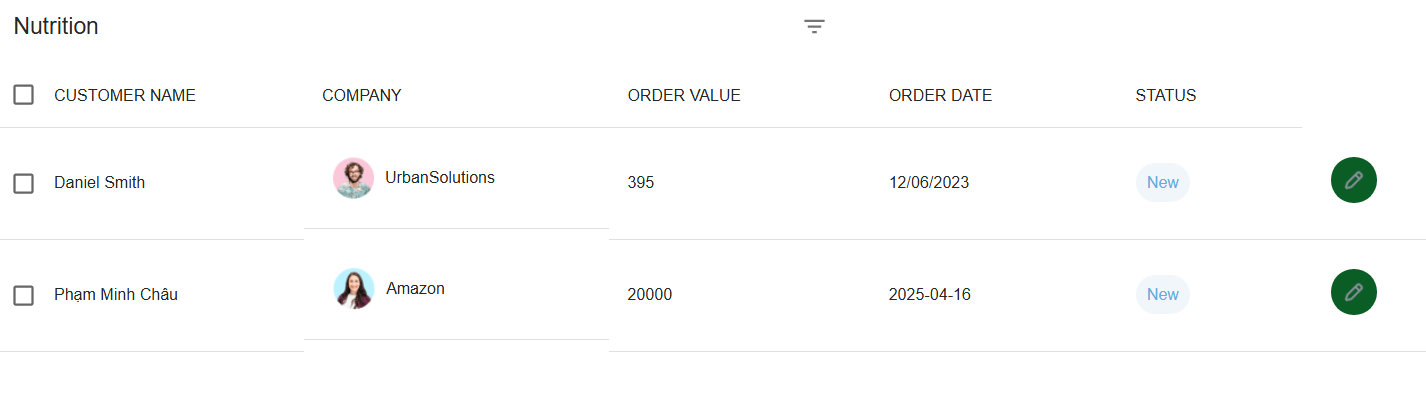 Nutrition
CUSTOMER NAME COMPANY ORDER VALUE ORDER DATE STATUS
Daniel Smith UrbanSolutions 395 12/06/2023 New
Phạm Minh Châu Amazon 20000 2025-04-16 New